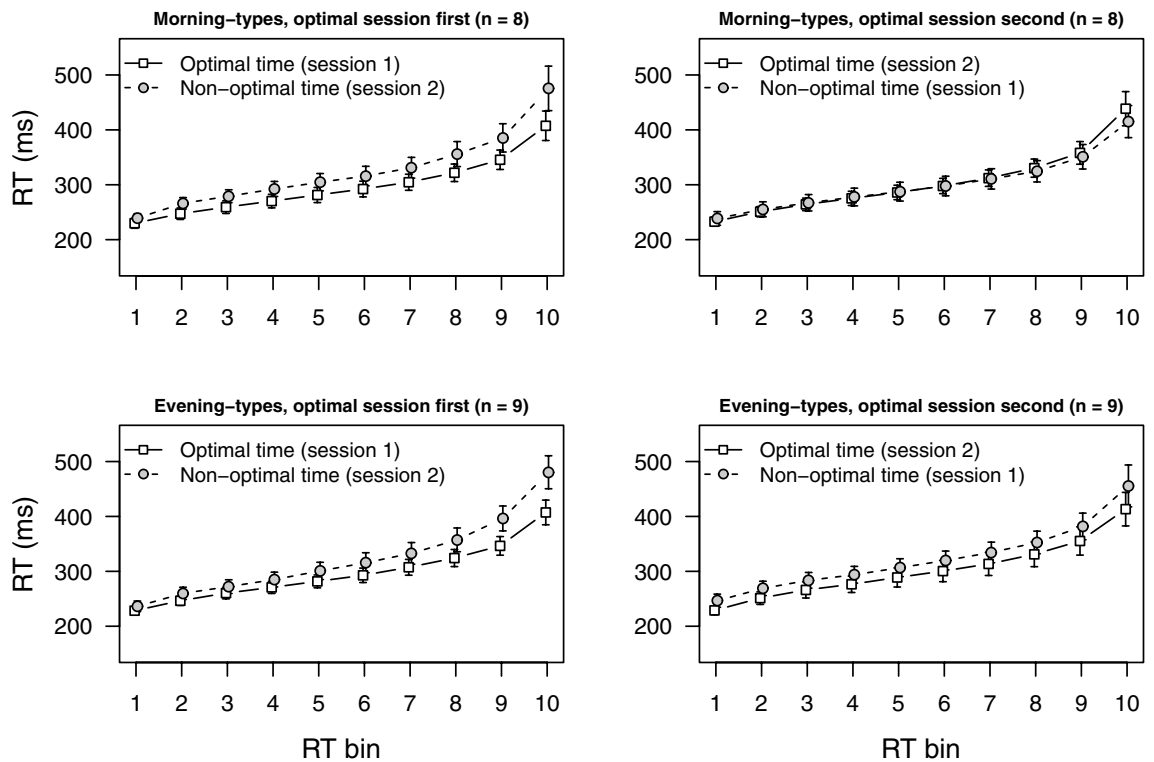 Morning−types, optimal session first (n = 8)
Optimal time (session 1)
Non−optimal time (session 2)
RT (ms)
500
400
300
200
1 2 3 4 5 6 7 8 9 10
Morning−types, optimal session second (n = 8)
Optimal time (session 2)
Non−optimal time (session 1)
500
400
300
200
1 2 3 4 5 6 7 8 9 10
Evening−types, optimal session first (n = 9)
Optimal time (session 1)
Non−optimal time (session 2)
RT (ms)
500
400
300
200
1 2 3 4 5 6 7 8 9 10
RT bin
Evening−types, optimal session second (n = 9)
Optimal time (session 2)
Non−optimal time (session 1)
500
400
300
200
1 2 3 4 5 6 7 8 9 10
RT bin